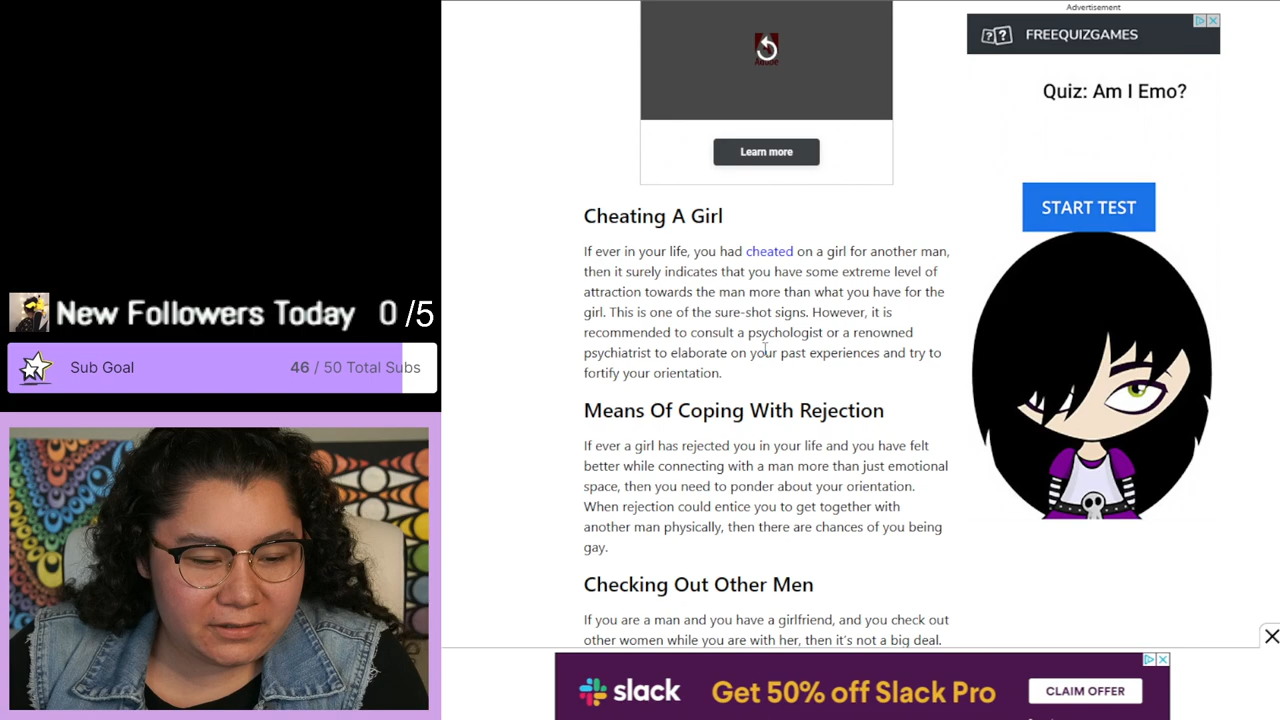 Advertisement
FREEQUIZGAMES
Quiz: Am I Emo?
START TEST
Learn more
Cheating A Girl
If ever in your life, you had cheated on a girl for another man,
then it surely indicates that you have some extreme level of
attraction towards the man more than what you have for the
girl. This is one of the sure-shot signs. However, it is
recommended to consult a psychologist or a renowned
psychiatrist to elaborate on your past experiences and try to
fortify your orientation.
Means Of Coping With Rejection
If ever a girl has rejected you in your life and you have felt
better while connecting with a man more than just emotional
space, then you need to ponder about your orientation.
When rejection could entice you to get together with
another man physically, then there are chances of you being
gay.
Checking Out Other Men
If you are a man and you have a girlfriend, and you check out
other women while you are with her, then it's not a big deal.
New Followers Today 0 /5
Sub Goal 46 / 50 Total Subs
slack Get 50% off Slack Pro CLAIM OFFER